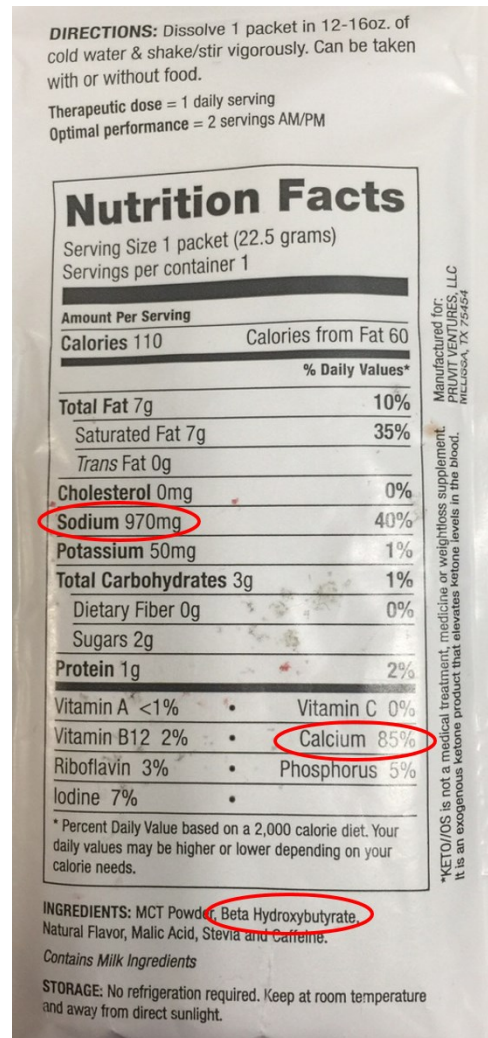 DIRECTIONS: Dissolve 1 packet in 12-16oz. of
cold water & shake/stir vigorously. Can be taken
with or without food.
Therapeutic dose = 1 daily serving
Optimal performance = 2 servings AM/PM
Nutrition Facts
Serving Size 1 packet (22.5 grams)
Servings per container 1
Amount Per Serving
Calories 110 Calories from Fat 60
% Daily Values*
Total Fat 7g 10%
Saturated Fat 7g 35%
Trans Fat 0g
Cholesterol 0mg 0%
Sodium 970mg 40%
Potassium 50mg 1%
Total Carbohydrates 3g 1%
Dietary Fiber 0g 0%
Sugars 2g
Protein 1g 2%
Vitamin A <1% • Vitamin C 0%
Vitamin B12 2% • Calcium 85%
Riboflavin 3% • Phosphorus 5%
Iodine 7% •
* Percent Daily Value based on a 2,000 calorie diet. Your
daily values may be higher or lower depending on your
calorie needs.
INGREDIENTS: MCT Powder, Beta Hydroxybutyrate,
Natural Flavor, Malic Acid, Stevia and Caffeine.
Contains Milk Ingredients
STORAGE: No refrigeration required. Keep at room temperature
and away from direct sunlight.
Manufactured for:
PRUVIT VENTURES, LLC
MELISSA, TX 75454
*KETO//OS is not a medical treatment, medicine or weightloss supplement.
It is an exogenous ketone product that elevates ketone levels in the blood.